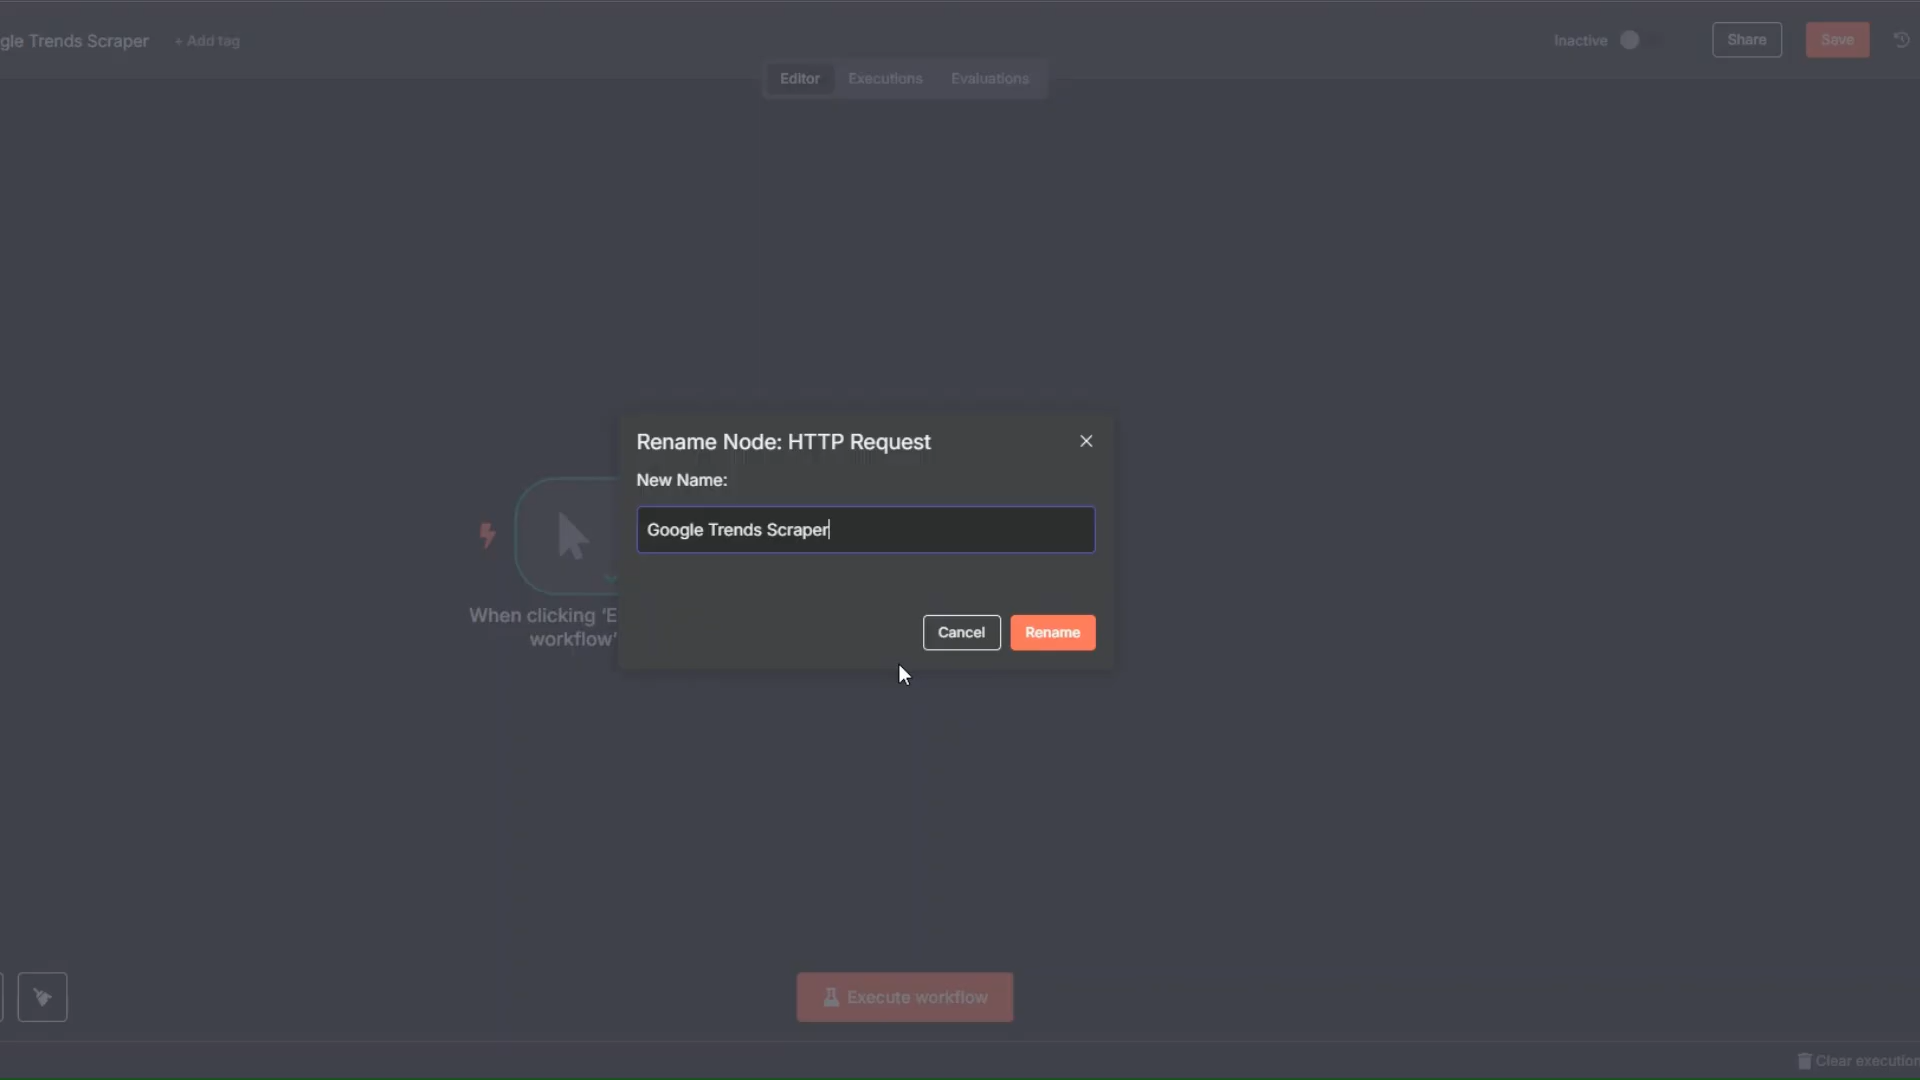 gle Trends Scraper
+ Add tag
Inactive
Share
Save
Editor
Executions
Evaluations
Rename Node: HTTP Request
New Name:
Google Trends Scraper
When clicking ‘E
workflow’
Cancel
Rename
Execute workflow
Clear execution